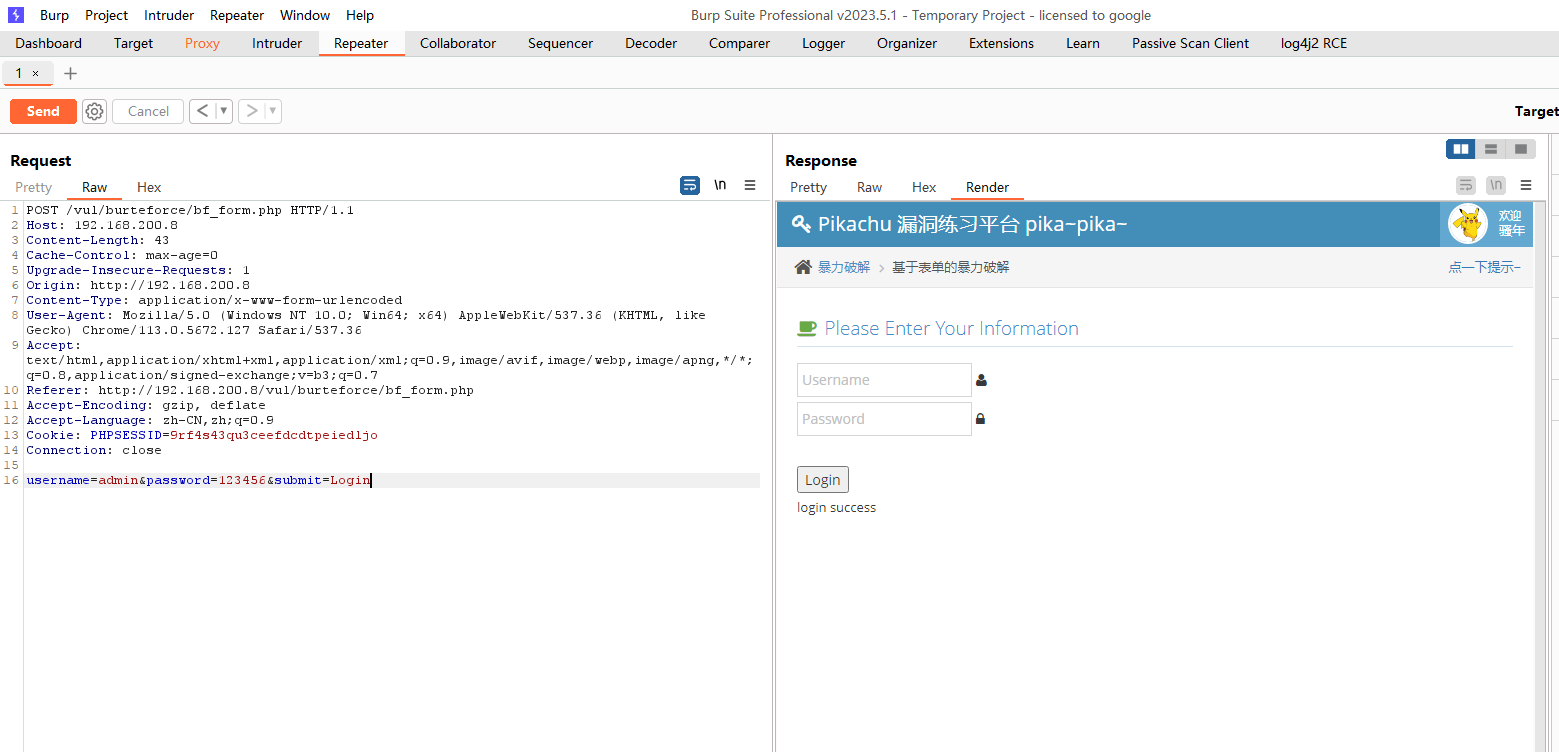 Burp Project Intruder Repeater Window Help Burp Suite Professional v2023.5.1 - Temporary Project - licensed to google
Dashboard Target Proxy Intruder Repeater Collaborator Sequencer Decoder Comparer Logger Organizer Extensions Learn Passive Scan Client log4j2 RCE
1 × +
Send Cancel < > Target
Request
Pretty Raw Hex \n
1 POST /vul/burteforce/bf_form.php HTTP/1.1
2 Host: 192.168.200.8
3 Content-Length: 43
4 Cache-Control: max-age=0
5 Upgrade-Insecure-Requests: 1
6 Origin: http://192.168.200.8
7 Content-Type: application/x-www-form-urlencoded
8 User-Agent: Mozilla/5.0 (Windows NT 10.0; Win64; x64) AppleWebKit/537.36 (KHTML, like
Gecko) Chrome/113.0.5672.127 Safari/537.36
9 Accept:
text/html,application/xhtml+xml,application/xml;q=0.9,image/avif,image/webp,image/apng,*/*;
q=0.8,application/signed-exchange;v=b3;q=0.7
10 Referer: http://192.168.200.8/vul/burteforce/bf_form.php
11 Accept-Encoding: gzip, deflate
12 Accept-Language: zh-CN,zh;q=0.9
13 Cookie: PHPSESSID=9rf4s43qu3ceefdcdtpeiedljo
14 Connection: close
15
16 username=admin&password=123456&submit=Login
Response
Pretty Raw Hex Render \n
Pikachu 漏洞练习平台 pika~pika~
欢迎
骚年
暴力破解 > 基于表单的暴力破解 点一下提示~
Please Enter Your Information
Username
Password
Login
login success